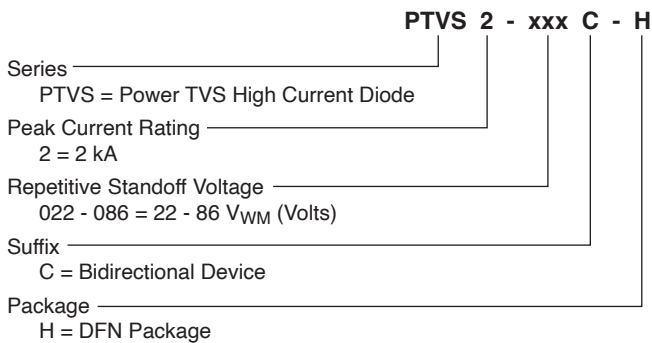 PTVS 2 - xxx C - H
Series
PTVS = Power TVS High Current Diode
Peak Current Rating
2 = 2 kA
Repetitive Standoff Voltage
022 - 086 = 22 - 86 VWM (Volts)
Suffix
C = Bidirectional Device
Package
H = DFN Package